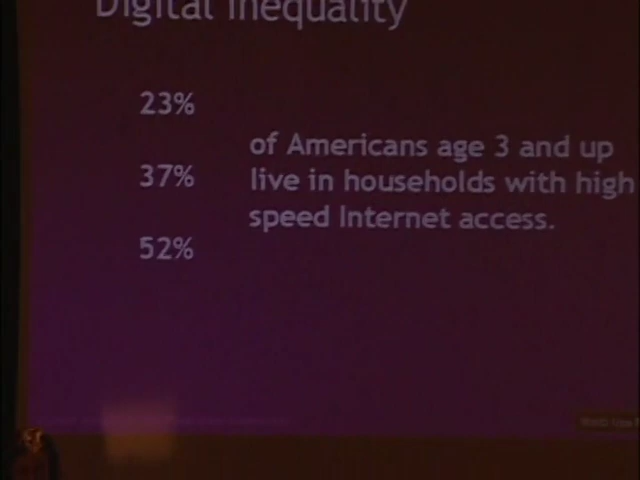 Digital Inequality
23%
of Americans age 3 and up
37%
live in households with high
speed Internet access.
52%